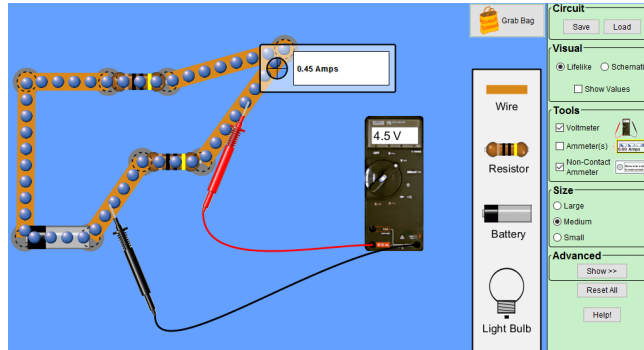 Grab Bag
Circuit
Save Load
Visual
Lifelike Schemati
Show Values
Tools
Voltmeter
Ammeter(s)
0.00 Amps
Non-Contact
Ammeter
Size
Large
Medium
Small
Advanced
Show >>
Reset All
Help!
0.45 Amps
4.5 V
Wire
Resistor
Battery
Light Bulb